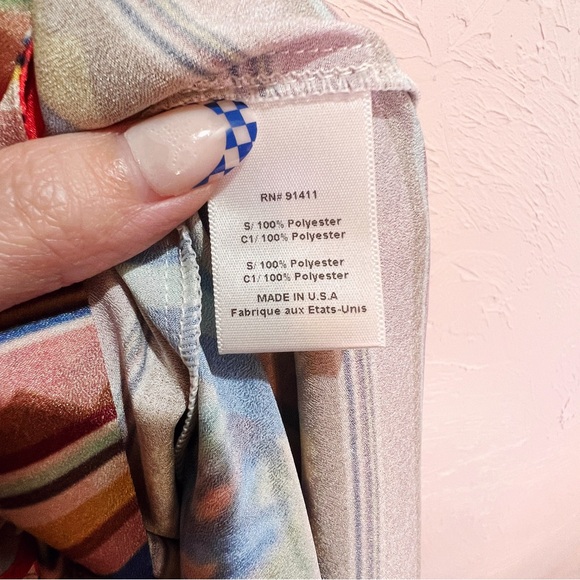 RN# 91411
S/ 100% Polyester
C1/ 100% Polyester
S/ 100% Polyester
C1/ 100% Polyester
MADE IN U.S.A
Fabrique aux Etats-Unis